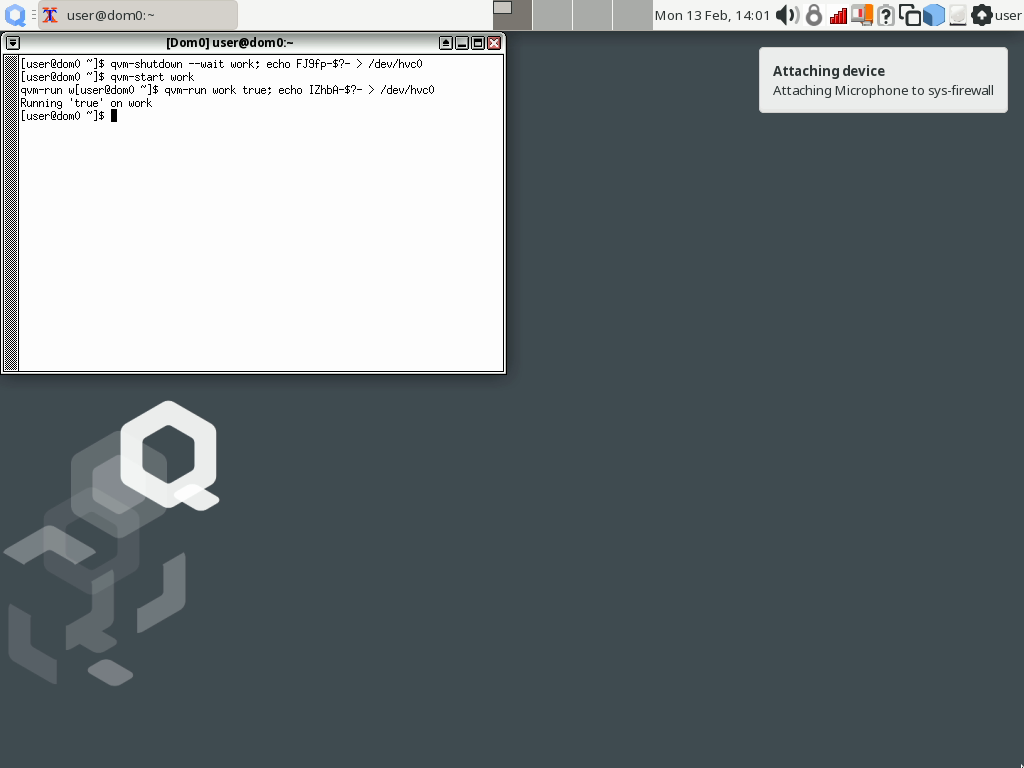 user@dom0:~
Mon 13 Feb, 14:01
user
[Dom0] user@dom0:~
[user@dom0 ~]$ qvm-shutdown --wait work; echo FJ9fp-$?- > /dev/hvc0
[user@dom0 ~]$ qvm-start work
qvm-run w[user@dom0 ~]$ qvm-run work true; echo IZhbA-$?- > /dev/hvc0
Running 'true' on work
[user@dom0 ~]$
Attaching device
Attaching Microphone to sys-firewall